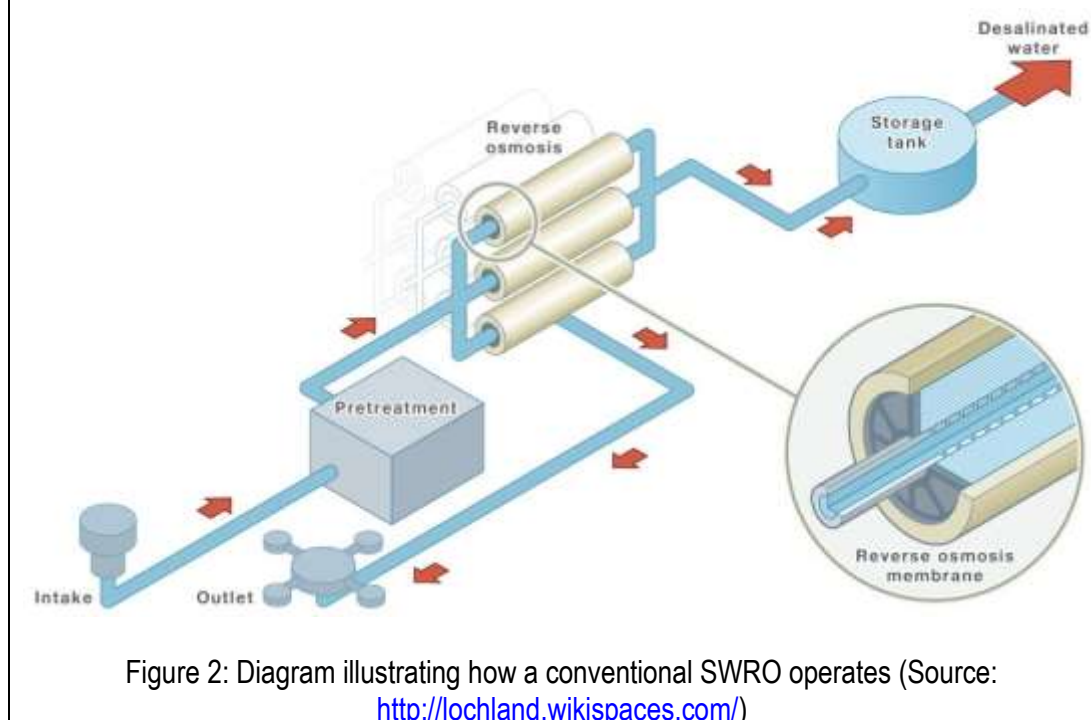 Desalinated
water
Storage
tank
Reverse
osmosis
Pretreatment
Reverse osmosis
membrane
Intake
Outlet
Figure 2: Diagram illustrating how a conventional SWRO operates (Source:
http://lochland.wikispaces.com/)